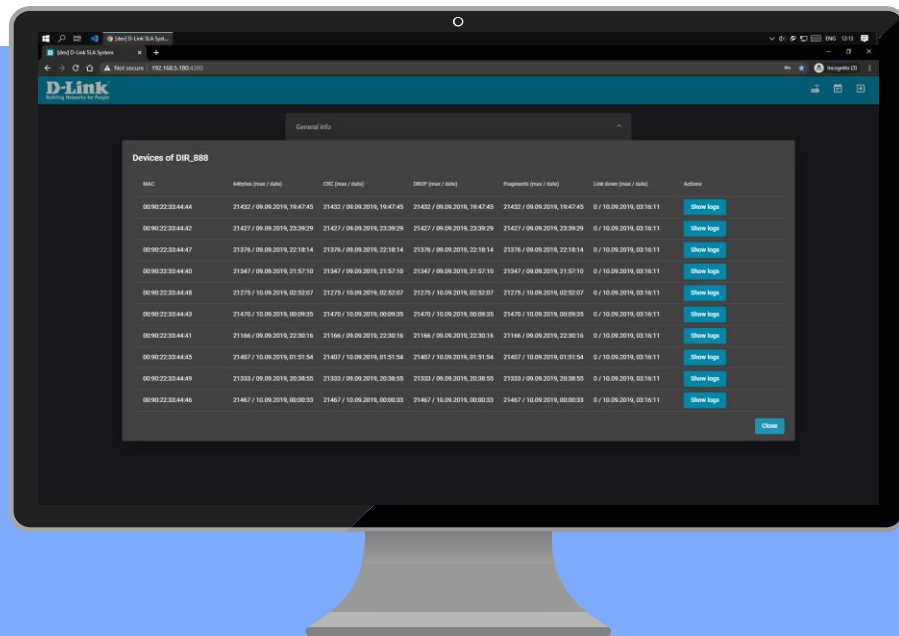 [dev] D-Link SLA Syst...
ENG 13:13
[dev] D-Link SLA System
Not secure 192.168.5.180:4200 Incognito (3)
D-Link
Building Networks for People
General info
Devices of DIR_888
MAC 64bytes (max / date) CRC (max / date) DROP (max / date) Fragments (max / date) Link down (max / date) Actions
00:90:22:33:44:44 21432 / 09.09.2019, 19:47:45 21432 / 09.09.2019, 19:47:45 21432 / 09.09.2019, 19:47:45 21432 / 09.09.2019, 19:47:45 0 / 10.09.2019, 03:16:11 Show logs
00:90:22:33:44:42 21427 / 09.09.2019, 23:39:29 21427 / 09.09.2019, 23:39:29 21427 / 09.09.2019, 23:39:29 21427 / 09.09.2019, 23:39:29 0 / 10.09.2019, 03:16:11 Show logs
00:90:22:33:44:47 21376 / 09.09.2019, 22:18:14 21376 / 09.09.2019, 22:18:14 21376 / 09.09.2019, 22:18:14 21376 / 09.09.2019, 22:18:14 0 / 10.09.2019, 03:16:11 Show logs
00:90:22:33:44:40 21347 / 09.09.2019, 21:57:10 21347 / 09.09.2019, 21:57:10 21347 / 09.09.2019, 21:57:10 21347 / 09.09.2019, 21:57:10 0 / 10.09.2019, 03:16:11 Show logs
00:90:22:33:44:48 21275 / 10.09.2019, 02:52:07 21275 / 10.09.2019, 02:52:07 21275 / 10.09.2019, 02:52:07 21275 / 10.09.2019, 02:52:07 0 / 10.09.2019, 03:16:11 Show logs
00:90:22:33:44:43 21470 / 10.09.2019, 00:09:35 21470 / 10.09.2019, 00:09:35 21470 / 10.09.2019, 00:09:35 21470 / 10.09.2019, 00:09:35 0 / 10.09.2019, 03:16:11 Show logs
00:90:22:33:44:41 21166 / 09.09.2019, 22:30:16 21166 / 09.09.2019, 22:30:16 21166 / 09.09.2019, 22:30:16 21166 / 09.09.2019, 22:30:16 0 / 10.09.2019, 03:16:11 Show logs
00:90:22:33:44:45 21407 / 10.09.2019, 01:51:54 21407 / 10.09.2019, 01:51:54 21407 / 10.09.2019, 01:51:54 21407 / 10.09.2019, 01:51:54 0 / 10.09.2019, 03:16:11 Show logs
00:90:22:33:44:49 21333 / 09.09.2019, 20:38:55 21333 / 09.09.2019, 20:38:55 21333 / 09.09.2019, 20:38:55 21333 / 09.09.2019, 20:38:55 0 / 10.09.2019, 03:16:11 Show logs
00:90:22:33:44:46 21467 / 10.09.2019, 00:00:33 21467 / 10.09.2019, 00:00:33 21467 / 10.09.2019, 00:00:33 21467 / 10.09.2019, 00:00:33 0 / 10.09.2019, 03:16:11 Show logs
Close